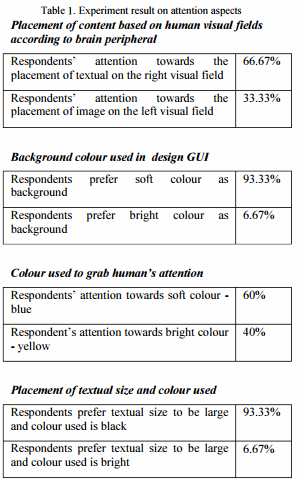 Table 1. Experiment result on attention aspects
Placement of content based on human visual fields
according to brain peripheral
Respondents' attention towards the
placement of textual on the right visual field
66.67%
Respondents' attention towards the
placement of image on the left visual field
33.33%
Background colour used in design GUI
Respondents prefer soft colour as
background
93.33%
Respondents prefer bright colour as
background
6.67%
Colour used to grab human's attention
Respondents' attention towards soft colour -
blue
60%
Respondent's attention towards bright colour
- yellow
40%
Placement of textual size and colour used
Respondents prefer textual size to be large
and colour used is black
93.33%
Respondents prefer textual size to be large
and colour used is bright
6.67%